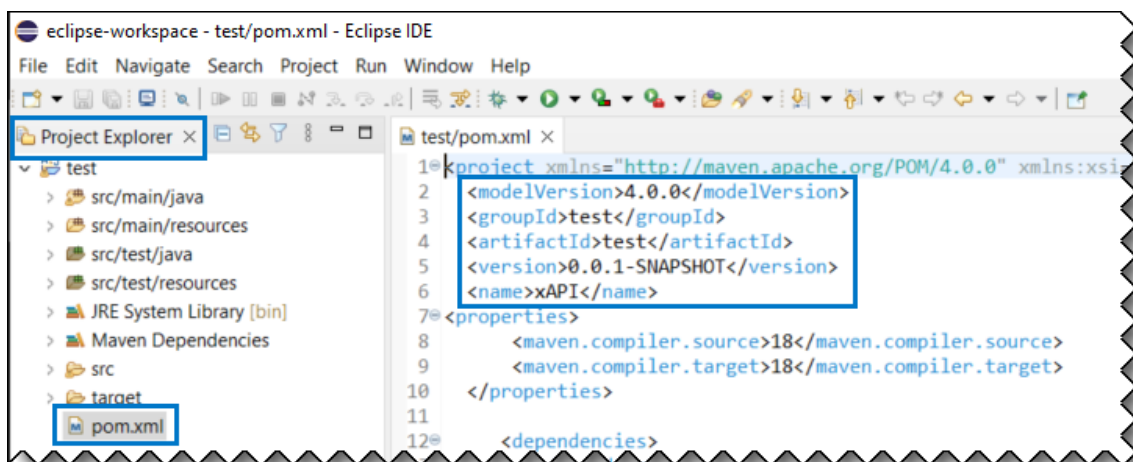 eclipse-workspace - test/pom.xml - Eclipse IDE
File Edit Navigate Search Project Run Window Help
Project Explorer
test
src/main/java
src/main/resources
src/test/java
src/test/resources
JRE System Library [bin]
Maven Dependencies
src
target
pom.xml
test/pom.xml
1 <project xmlns="http://maven.apache.org/POM/4.0.0" xmlns:xsi=
2 <modelVersion>4.0.0</modelVersion>
3 <groupId>test</groupId>
4 <artifactId>test</artifactId>
5 <version>0.0.1-SNAPSHOT</version>
6 <name>xAPI</name>
7 <properties>
8 <maven.compiler.source>18</maven.compiler.source>
9 <maven.compiler.target>18</maven.compiler.target>
10 </properties>
11
12 <dependencies>